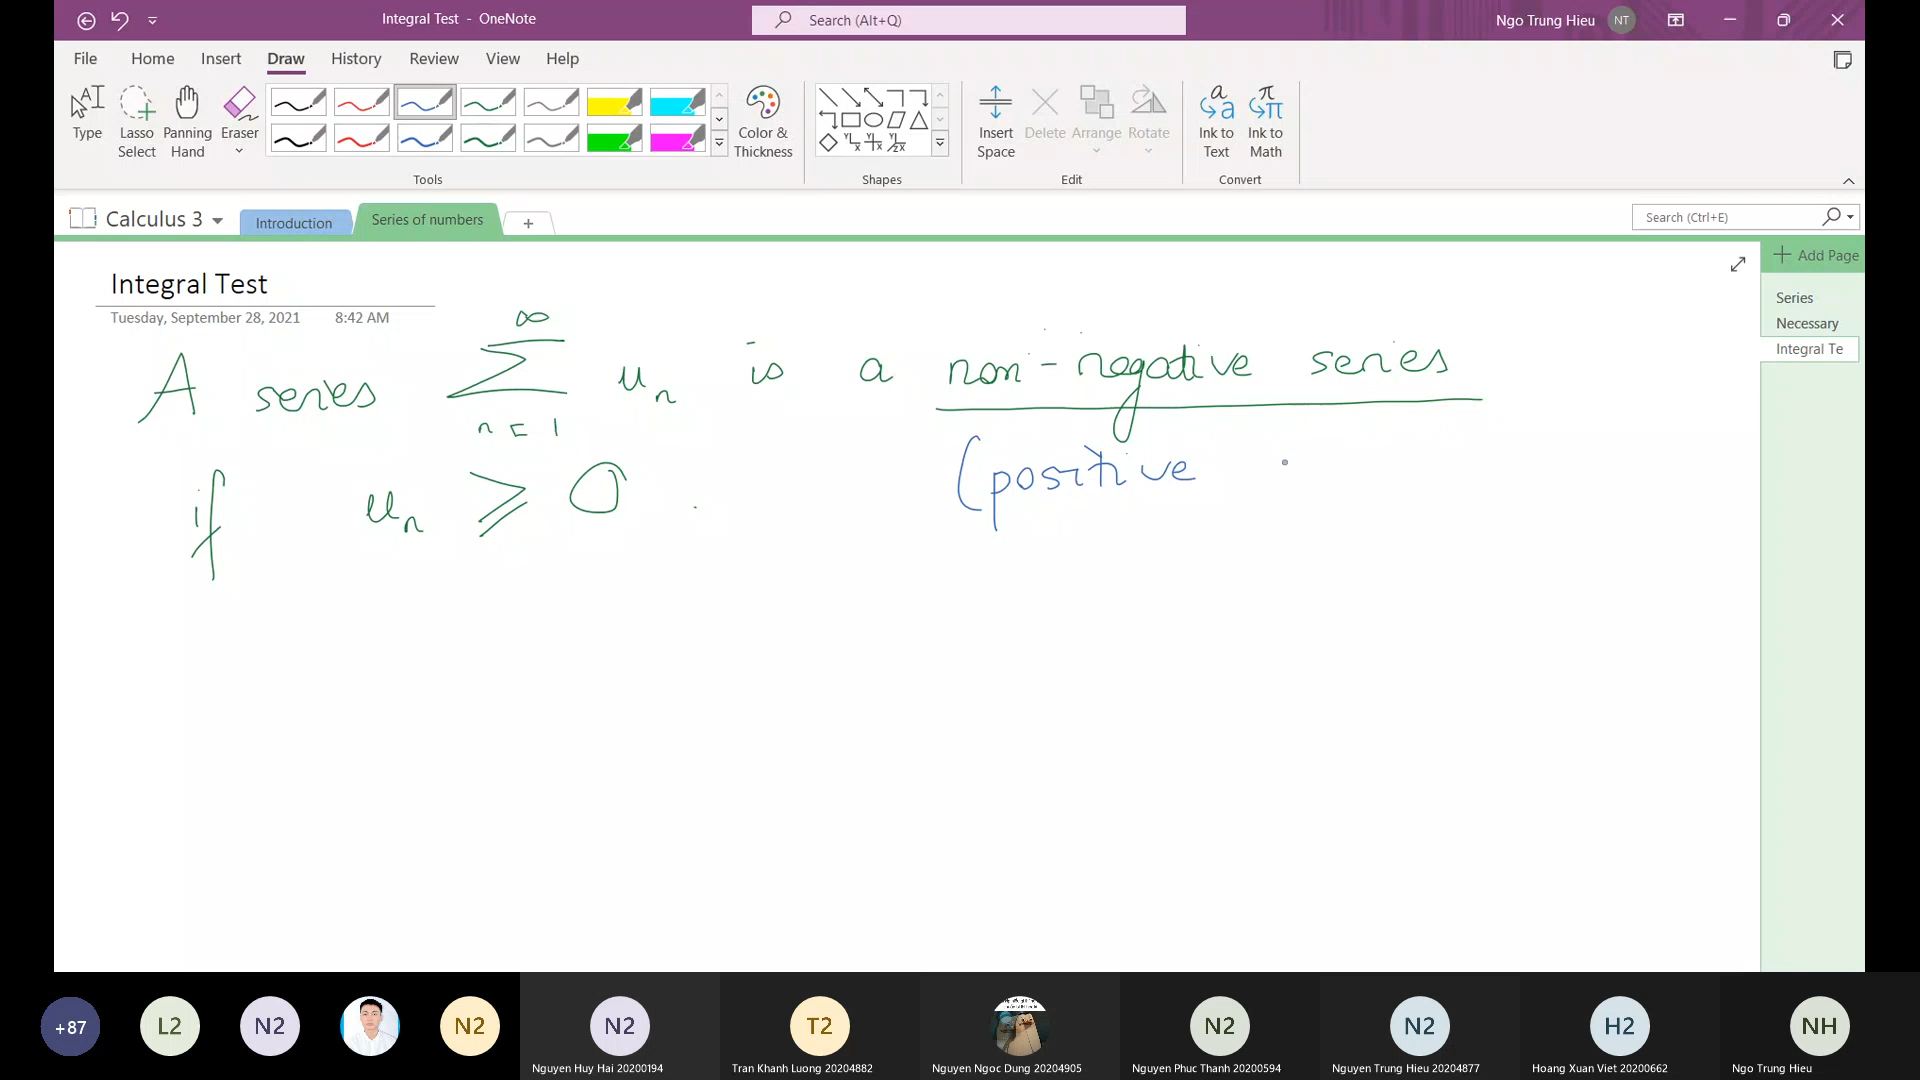 Integral Test - OneNote
Search (Alt+Q)
Ngo Trung Hieu NT
File Home Insert Draw History Review View Help
Type
Lasso Select
Panning Hand
Eraser
Color & Thickness
Insert Space
Delete
Arrange
Rotate
Ink to Text
Ink to Math
Tools Shapes Edit Convert
Calculus 3 Introduction Series of numbers +
Search (Ctrl+E)
Add Page
Series
Necessary
Integral Te
Integral Test
Tuesday, September 28, 2021 8:42 AM
A series ∑_{n=1}^{∞} u_n is a non-negative series
(positive
if u_n ⩾ 0 .
+87 L2 N2 N2 N2 T2 N2 N2 H2 NH
Nguyen Huy Hai 20200194
Tran Khanh Luong 20204882
Nguyen Ngoc Dung 20204905
Nguyen Phuc Thanh 20200594
Nguyen Trung Hieu 20204877
Hoang Xuan Viet 20200662
Ngo Trung Hieu